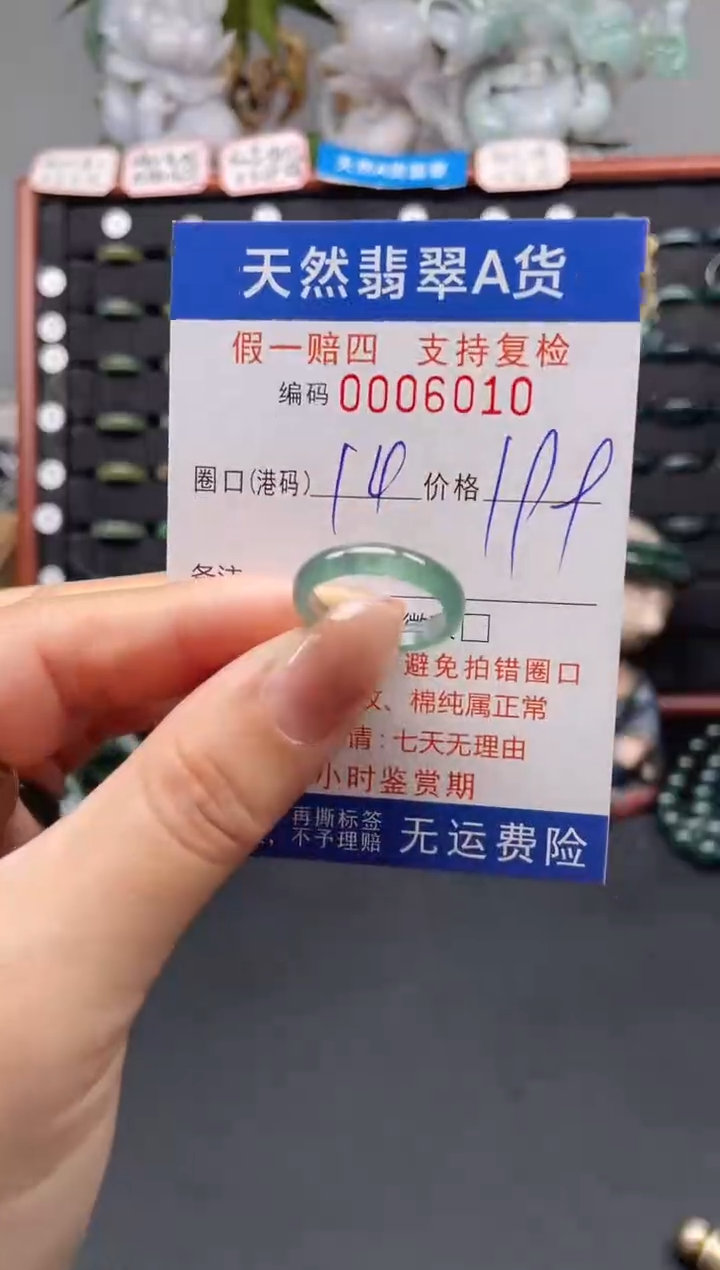 天然翡翠A货
假一赔四 支持复检
编码 0006010
圈口(港码) 14 价格 199
备注
避免拍错圈口
纹、棉纯属正常
请:七天无理由
小时鉴赏期
再撕标签
不予理赔
无运费险